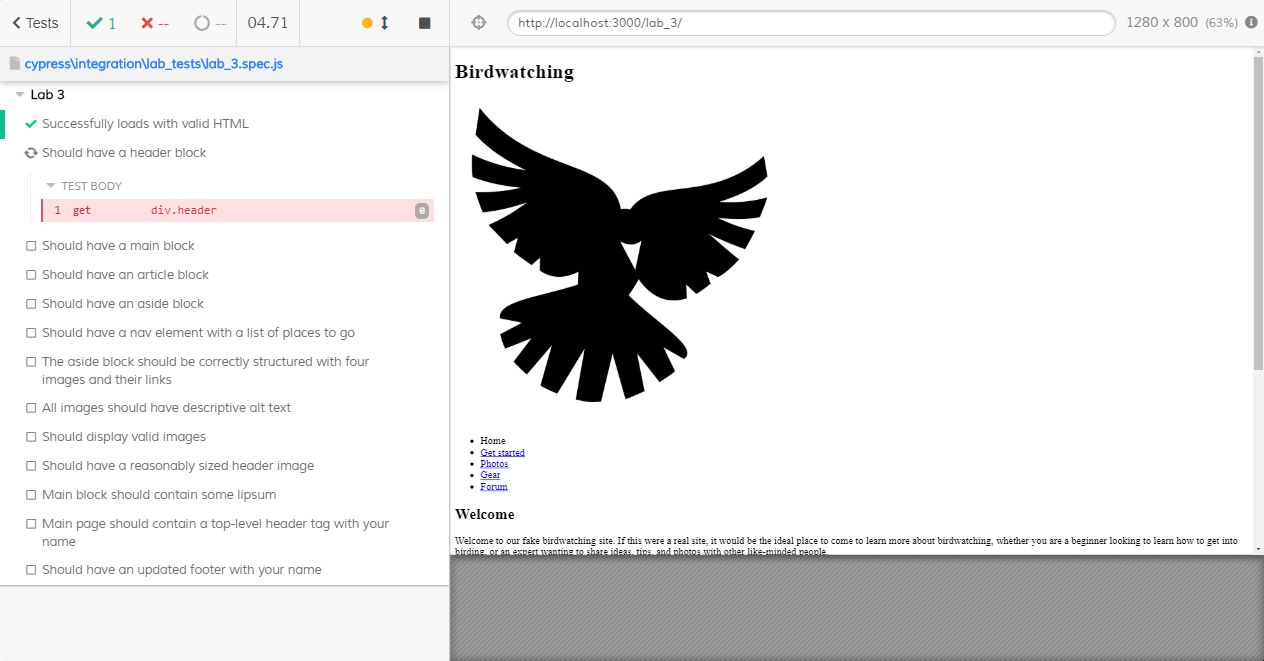 Tests
1
--
--
04.71
http://localhost:3000/lab_3/
1280 x 800 (63%)
cypress\integration\lab_tests\lab_3.spec.js
Lab 3
Successfully loads with valid HTML
Should have a header block
TEST BODY
1 get div.header 0
Should have a main block
Should have an article block
Should have an aside block
Should have a nav element with a list of places to go
The aside block should be correctly structured with four
images and their links
All images should have descriptive alt text
Should display valid images
Should have a reasonably sized header image
Main block should contain some lipsum
Main page should contain a top-level header tag with your
name
Should have an updated footer with your name
Birdwatching
Home
Get started
Photos
Gear
Forum
Welcome
Welcome to our fake birdwatching site. If this were a real site, it would be the ideal place to come to learn more about birdwatching, whether you are a beginner looking to learn how to get into
birding, or an expert wanting to share ideas, tips, and photos with other like-minded people.